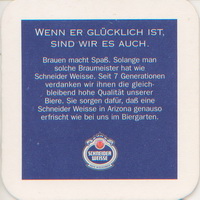 WENN ER GLÜCKLICH IST,
SIND WIR ES AUCH.
Brauen macht Spaß. Solange man
solche Braumeister hat wie
Schneider Weisse. Seit 7 Generationen
verdanken wir ihnen die gleich-
bleibend hohe Qualität unserer
Biere. Sie sorgen dafür, daß eine
Schneider Weisse in Arizona genauso
erfrischt wie bei uns im Biergarten.
SCHNEIDER
WEISSE